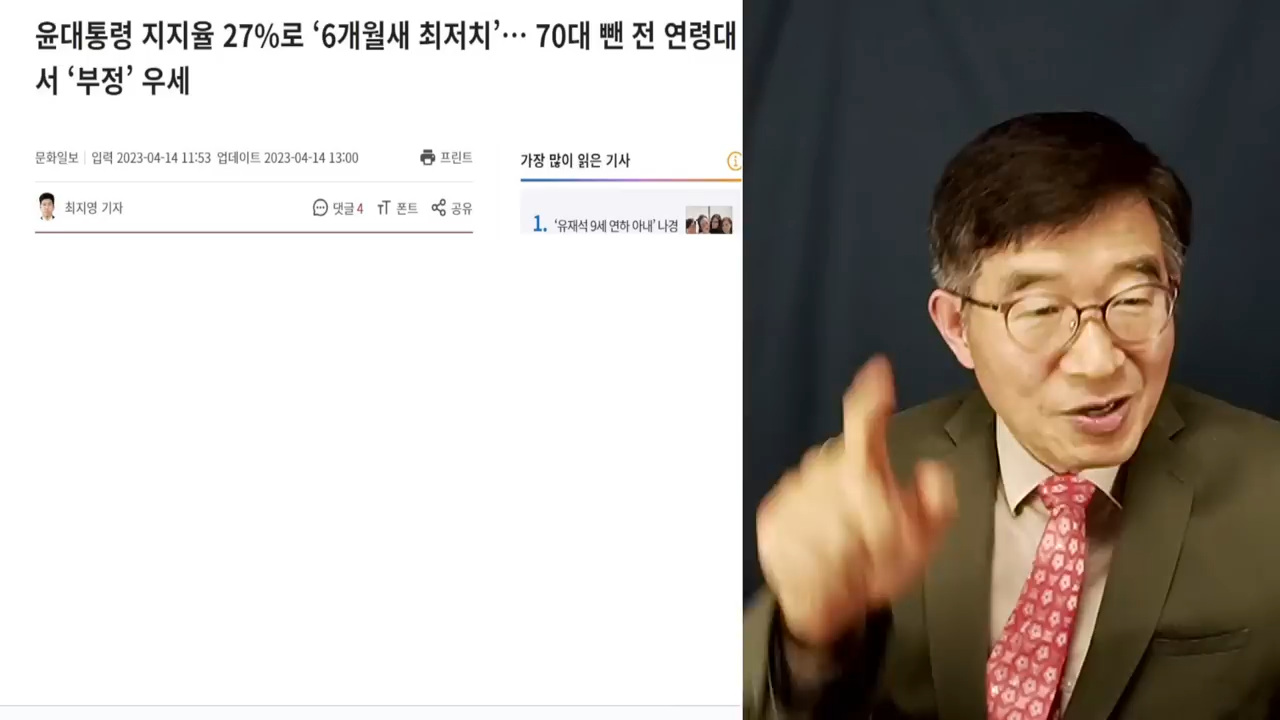 윤대통령 지지율 27%로 ‘6개월새 최저치’… 70대 뺀 전 연령대
서 ‘부정’ 우세
문화일보 | 입력 2023-04-14 11:53 업데이트 2023-04-14 13:00
프린트
가장 많이 읽은 기사
최지영 기자
댓글 4 폰트 공유
1. ‘유재석 9세 연하 아내’ 나경